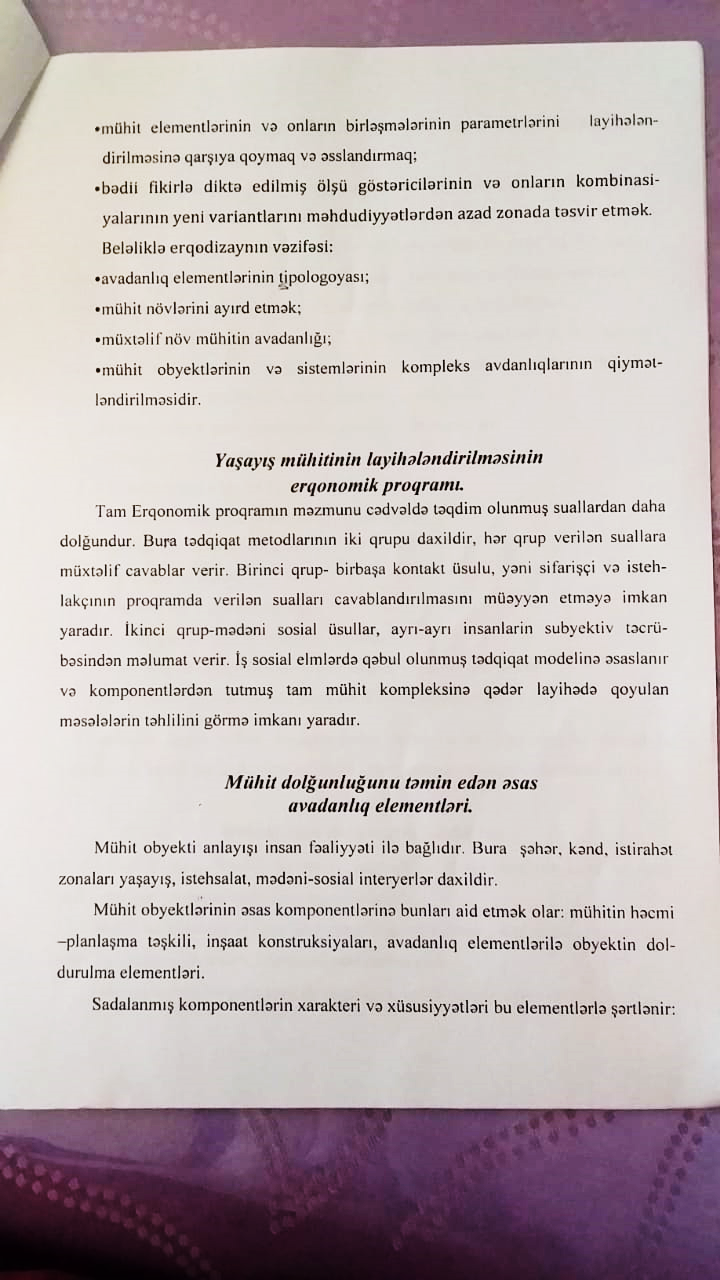 •mühit elementlərinin və onların birləşmələrinin parametrlərini layihələn-
dirilməsinə qarşıya qoymaq və əsslandırmaq;
•bədii fikirlə diktə edilmiş ölşü göstəricilərinin və onların kombinasi-
yalarının yeni variantlarını məhdudiyyətlərdən azad zonada təsvir etmək.
Beləliklə erqodizaynın vəzifəsi:
•avadanlıq elementlərinin tipologoyası;
•mühit növlərini ayırd etmək;
•müxtəlif növ mühitin avadanlığı;
•mühit obyektlərinin və sistemlərinin kompleks avdanlıqlarının qiymət-
ləndirilməsidir.
Yaşayış mühitinin layihələndirilməsinin
erqonomik proqramı.
Tam Erqonomik proqramın məzmunu cədvəldə təqdim olunmuş suallardan daha
dolğundur. Bura tədqiqat metodlarının iki qrupu daxildir, hər qrup verilən suallara
müxtəlif cavablar verir. Birinci qrup- birbaşa kontakt üsulu, yəni sifarişçi və isteh-
lakçının proqramda verilən sualları cavablandırılmasını müəyyən etməyə imkan
yaradır. İkinci qrup-mədəni sosial üsullar, ayrı-ayrı insanlarin subyektiv təcrü-
bəsindən məlumat verir. İş sosial elmlərdə qəbul olunmuş tədqiqat modelinə əsaslanır
və komponentlərdən tutmuş tam mühit kompleksinə qədər layihədə qoyulan
məsələlərin təhlilini görmə imkanı yaradır.
Mühit dolğunluğunu təmin edən əsas
avadanlıq elementləri.
Mühit obyekti anlayışı insan fəaliyyəti ilə bağlıdır. Bura şəhər, kənd, istirahət
zonaları yaşayış, istehsalat, mədəni-sosial interyerlər daxildir.
Mühit obyektlərinin əsas komponentlərinə bunları aid etmək olar: mühitin həcmi
–planlaşma təşkili, inşaat konstruksiyaları, avadanlıq elementlərilə obyektin dol-
durulma elementləri.
Sadalanmış komponentlərin xarakteri və xüsusiyyətləri bu elementlərlə şərtlənir: